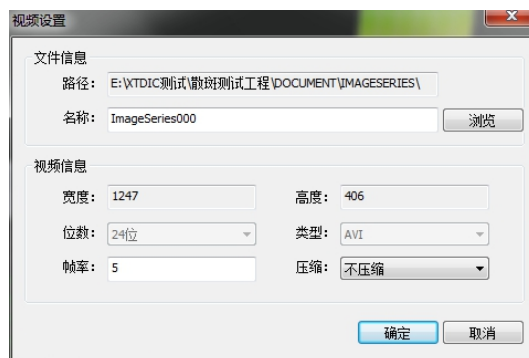 视频设置
文件信息
路径： E:\XTDIC测试\散斑测试工程\DOCUMENT\IMAGESERIES\
名称： ImageSeries000 浏览
视频信息
宽度： 1247 高度： 406
位数： 24位 类型： AVI
帧率： 5 压缩： 不压缩
确定 取消